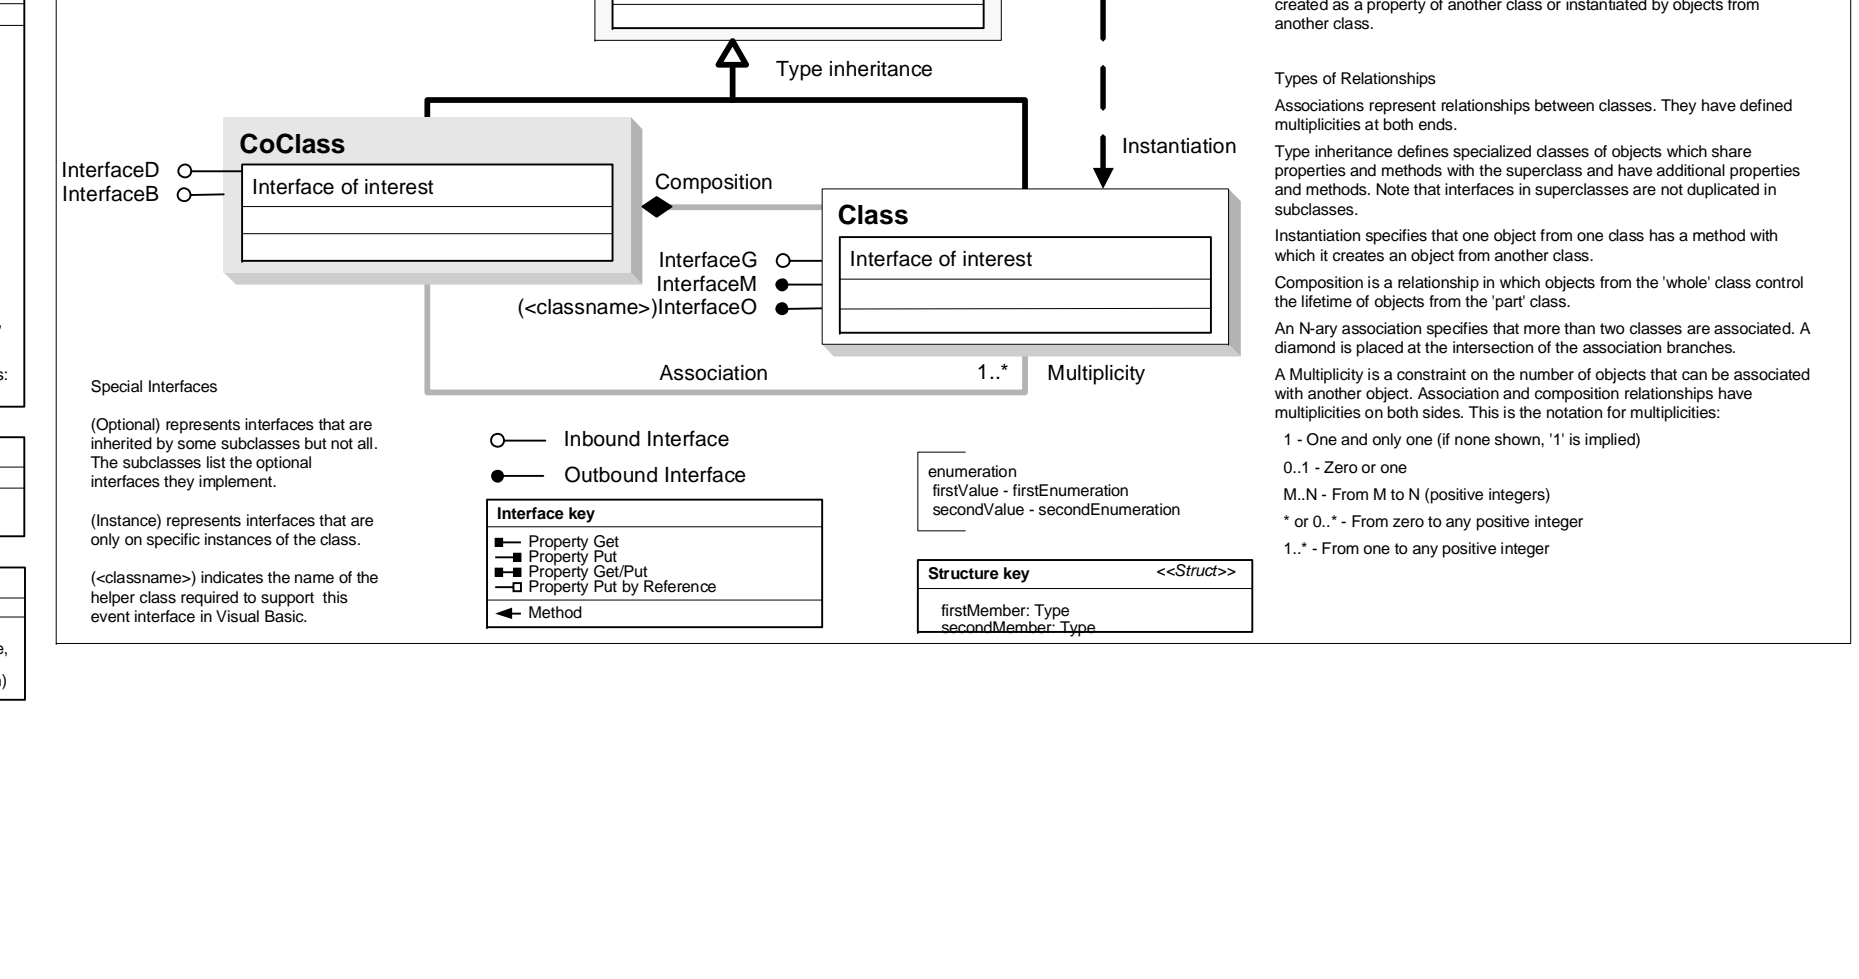 created as a property of another class or instantiated by objects from
another class.
Type inheritance
Types of Relationships
Associations represent relationships between classes. They have defined
multiplicities at both ends.
Type inheritance defines specialized classes of objects which share
properties and methods with the superclass and have additional properties
and methods. Note that interfaces in superclasses are not duplicated in
subclasses.
Instantiation specifies that one object from one class has a method with
which it creates an object from another class.
Composition is a relationship in which objects from the 'whole' class control
the lifetime of objects from the 'part' class.
An N-ary association specifies that more than two classes are associated. A
diamond is placed at the intersection of the association branches.
A Multiplicity is a constraint on the number of objects that can be associated
with another object. Association and composition relationships have
multiplicities on both sides. This is the notation for multiplicities:
1 - One and only one (if none shown, '1' is implied)
0..1 - Zero or one
M..N - From M to N (positive integers)
* or 0..* - From zero to any positive integer
1..* - From one to any positive integer
CoClass
InterfaceD
InterfaceB
Interface of interest
Composition
Instantiation
Class
InterfaceG
InterfaceM
(<classname>)InterfaceO
Interface of interest
Association
1..*
Multiplicity
Special Interfaces
(Optional) represents interfaces that are
inherited by some subclasses but not all.
The subclasses list the optional
interfaces they implement.
(Instance) represents interfaces that are
only on specific instances of the class.
(<classname>) indicates the name of the
helper class required to support this
event interface in Visual Basic.
Inbound Interface
Outbound Interface
Interface key
Property Get
Property Put
Property Get/Put
Property Put by Reference
Method
enumeration
firstValue - firstEnumeration
secondValue - secondEnumeration
Structure key
<<Struct>>
firstMember: Type
secondMember: Type